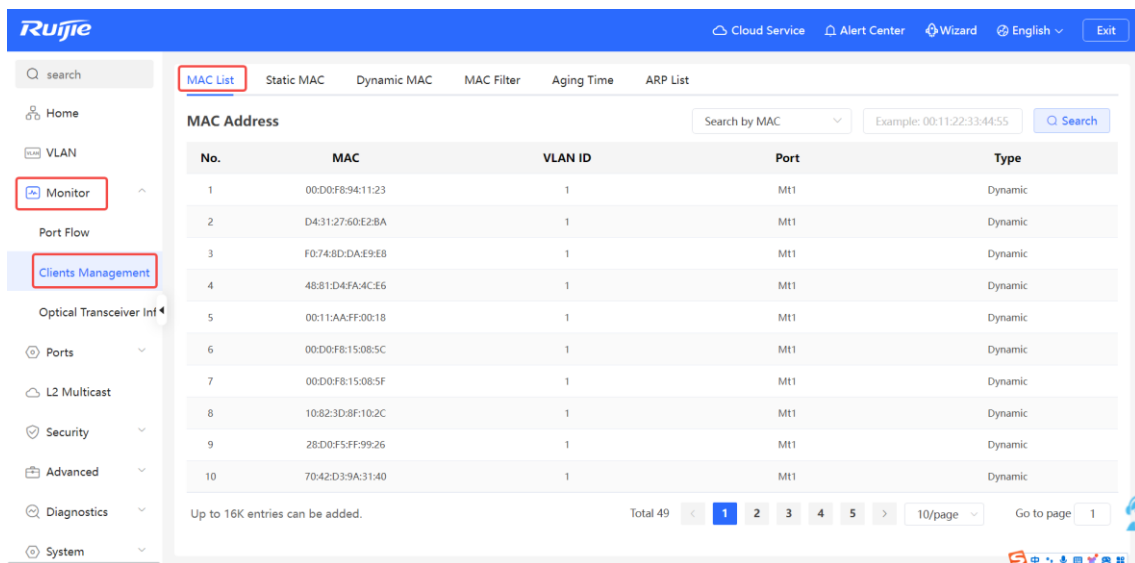 Ruijie Cloud Service Alert Center Wizard English Exit
search
Home
VLAN
VLAN
Monitor
Port Flow
Clients Management
Optical Transceiver Inf
Ports
L2 Multicast
Security
Advanced
Diagnostics
System
MAC List Static MAC Dynamic MAC MAC Filter Aging Time ARP List
MAC Address Search by MAC Example: 00:11:22:33:44:55 Search
No. MAC VLAN ID Port Type
1 00:D0:F8:94:11:23 1 Mt1 Dynamic
2 D4:31:27:60:E2:BA 1 Mt1 Dynamic
3 F0:74:8D:DA:E9:E8 1 Mt1 Dynamic
4 48:81:D4:FA:4C:E6 1 Mt1 Dynamic
5 00:11:AA:FF:00:18 1 Mt1 Dynamic
6 00:D0:F8:15:08:5C 1 Mt1 Dynamic
7 00:D0:F8:15:08:5F 1 Mt1 Dynamic
8 10:82:3D:8F:10:2C 1 Mt1 Dynamic
9 28:D0:F5:FF:99:26 1 Mt1 Dynamic
10 70:42:D3:9A:31:40 1 Mt1 Dynamic
Up to 16K entries can be added. Total 49 < 1 2 3 4 5 > 10/page Go to page 1
中